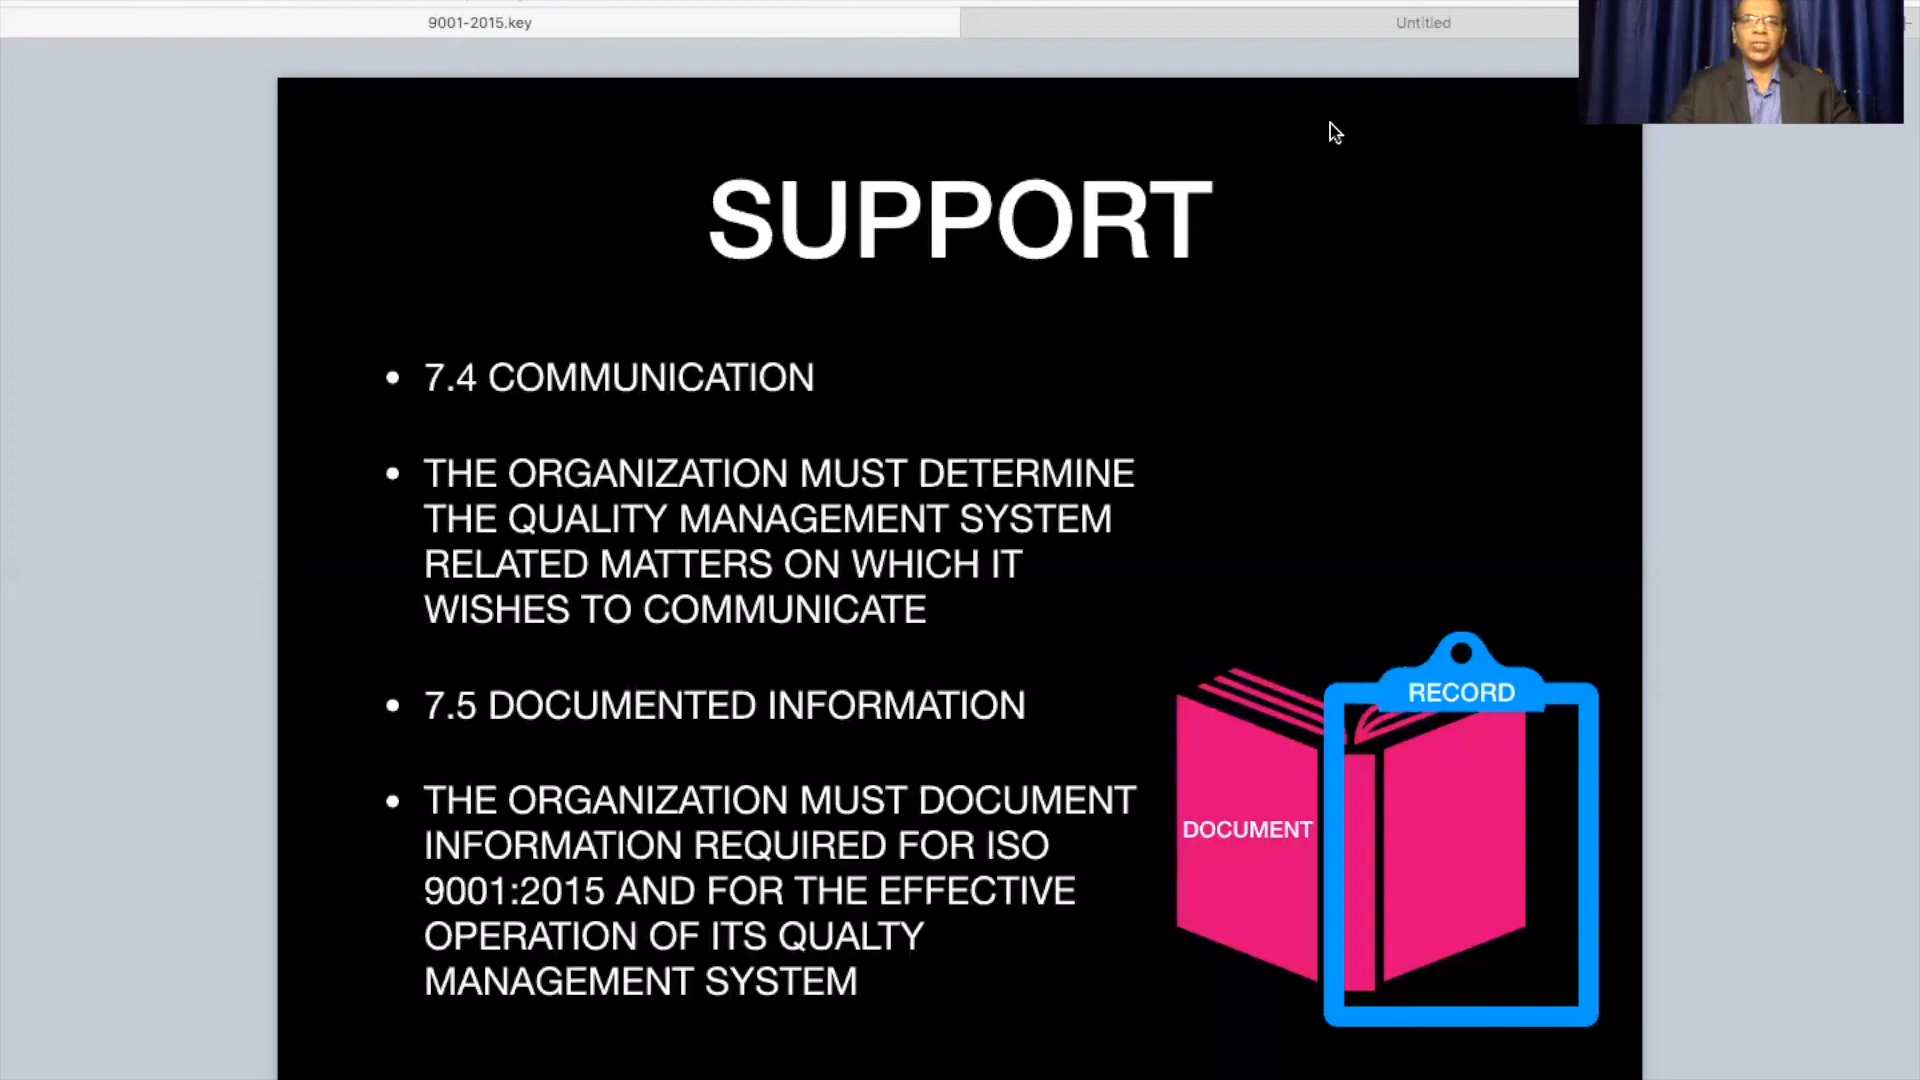 9001-2015.key
Untitled
SUPPORT
• 7.4 COMMUNICATION
• THE ORGANIZATION MUST DETERMINE
THE QUALITY MANAGEMENT SYSTEM
RELATED MATTERS ON WHICH IT
WISHES TO COMMUNICATE
• 7.5 DOCUMENTED INFORMATION
• THE ORGANIZATION MUST DOCUMENT
INFORMATION REQUIRED FOR ISO
9001:2015 AND FOR THE EFFECTIVE
OPERATION OF ITS QUALTY
MANAGEMENT SYSTEM
RECORD
DOCUMENT